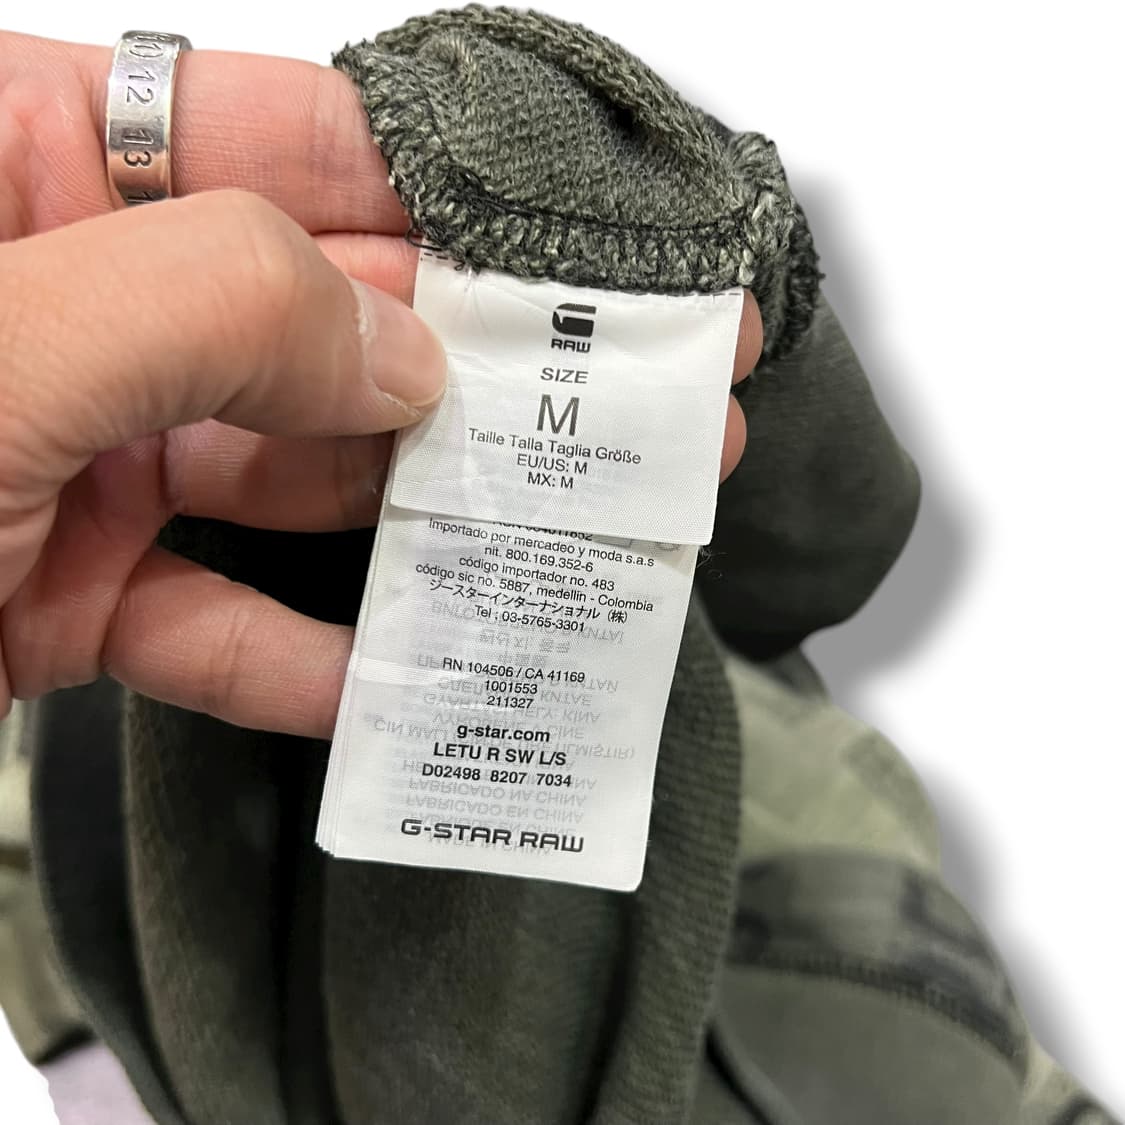 12 13
RAW
SIZE
M
Taille Talla Taglia Größe
EU/US: M
MX: M
Importado por mercadeo y moda s.a.s
nit. 800.169.352-6
código importador no. 483
código sic no. 5887, medellin - Colombia
ジースターインターナショナル (株)
Tel ; 03-5765-3301
RN 104506 / CA 41169
1001553
211327
g-star.com
LETU R SW L/S
D02498 8207 7034
G-STAR RAW